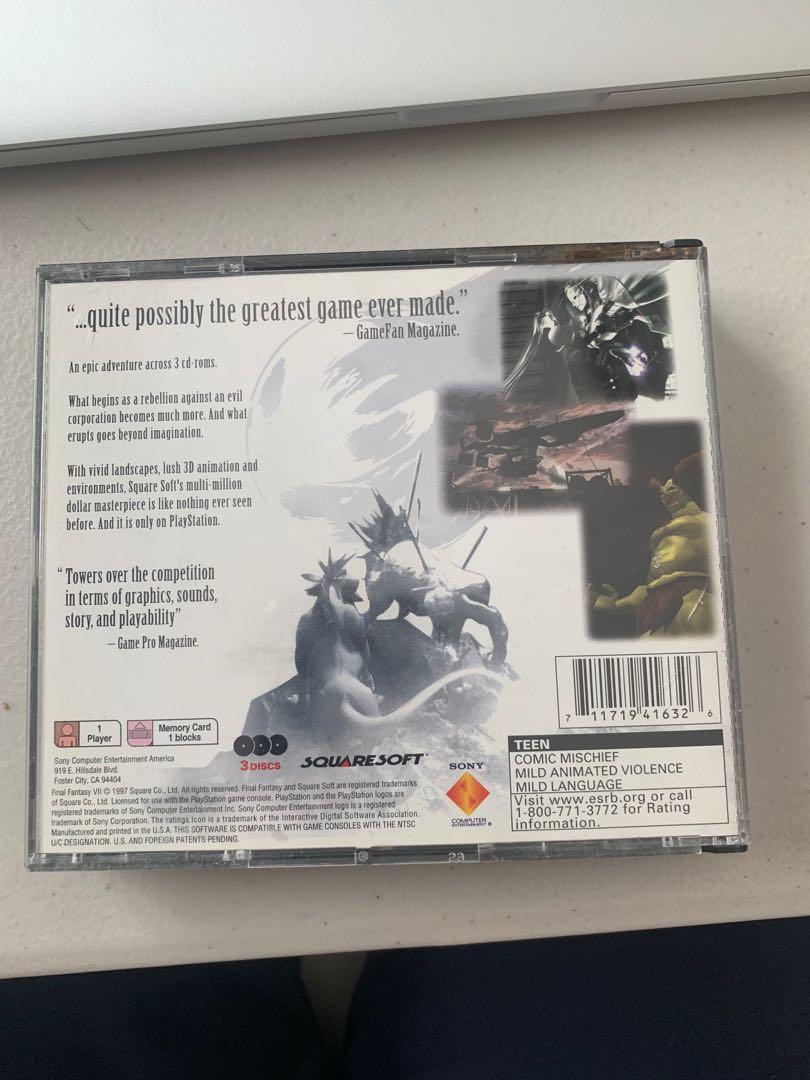 “...quite possibly the greatest game ever made.”
— GameFan Magazine.
An epic adventure across 3 cd-roms.
What begins as a rebellion against an evil
corporation becomes much more. And what
erupts goes beyond imagination.
With vivid landscapes, lush 3D animation and
environments, Square Soft's multi-million
dollar masterpiece is like nothing ever seen
before. And it is only on PlayStation.
“Towers over the competition
in terms of graphics, sounds,
story, and playability”
— Game Pro Magazine.
1
Player
Memory Card
1 blocks
3 DISCS
SQUARESOFT
SONY
COMPUTER
ENTERTAINMENT
7 11719 41632 6
TEEN
COMIC MISCHIEF
MILD ANIMATED VIOLENCE
MILD LANGUAGE
Visit www.esrb.org or call
1-800-771-3772 for Rating
information.
Sony Computer Entertainment America
919 E. Hillsdale Blvd.
Foster City, CA 94404
Final Fantasy VII © 1997 Square Co., Ltd. All rights reserved. Final Fantasy and Square Soft are registered trademarks
of Square Co., Ltd. Licensed for use with the PlayStation game console. PlayStation and the PlayStation logos are
registered trademarks of Sony Computer Entertainment Inc. Sony Computer Entertainment logo is a registered
trademark of Sony Corporation. The ratings icon is a trademark of the Interactive Digital Software Association.
Manufactured and printed in the U.S.A. THIS SOFTWARE IS COMPATIBLE WITH GAME CONSOLES WITH THE NTSC
U/C DESIGNATION. U.S. AND FOREIGN PATENTS PENDING.